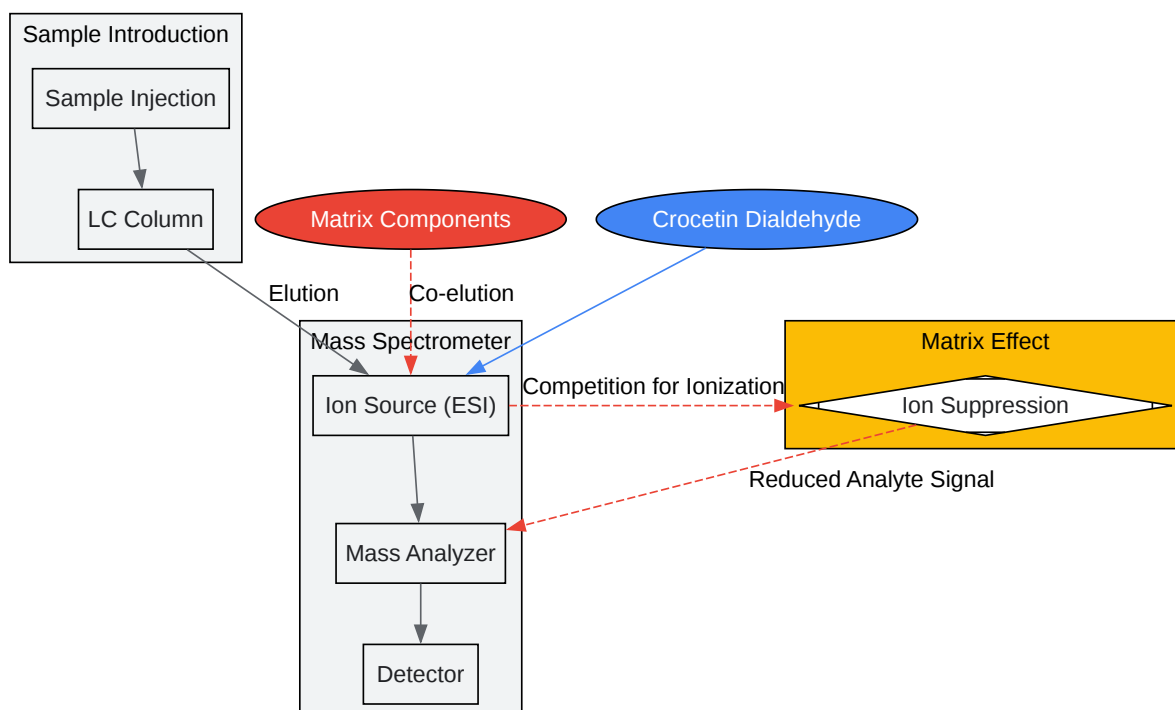 Sample Introduction
Sample Injection
LC Column
Matrix Components
Crocetin Dialdehyde
Elution
Co-elution
Mass Spectrometer
Matrix Effect
Ion Source (ESI)
Competition for Ionization
Ion Suppression
Reduced Analyte Signal
Mass Analyzer
Detector